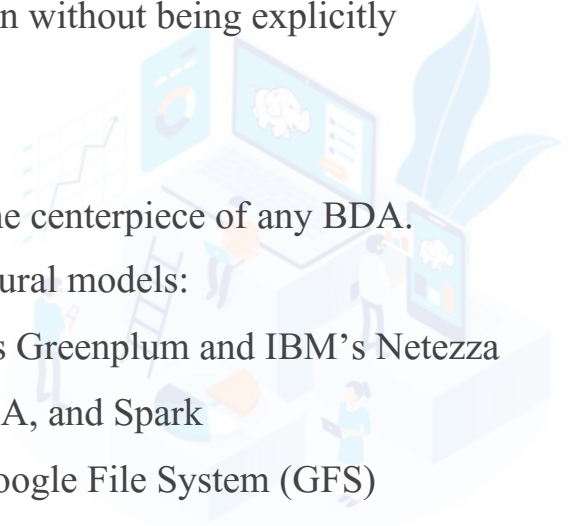 n without being explicitly
ne centerpiece of any BDA.
ural models:
s Greenplum and IBM’s Netezza
A, and Spark
oogle File System (GFS)